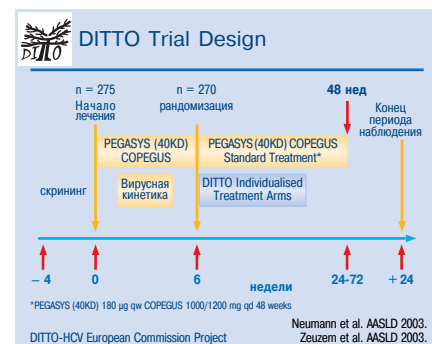 DITTO
DITTO Trial Design
n = 275
Начало
лечения
n = 270
рандомизация
48 нед
Конец
периода
наблюдения
PEGASYS (40KD)
COPEGUS
PEGASYS (40KD) COPEGUS
Standard Treatment*
скрининг
Вирусная
кинетика
DITTO Individualised
Treatment Arms
– 4
0
6
недели
24-72
+ 24
*PEGASYS (40KD) 180 µg qw COPEGUS 1000/1200 mg qd 48 weeks
DITTO-HCV European Commission Project
Neumann et al. AASLD 2003.
Zeuzem et al. AASLD 2003.